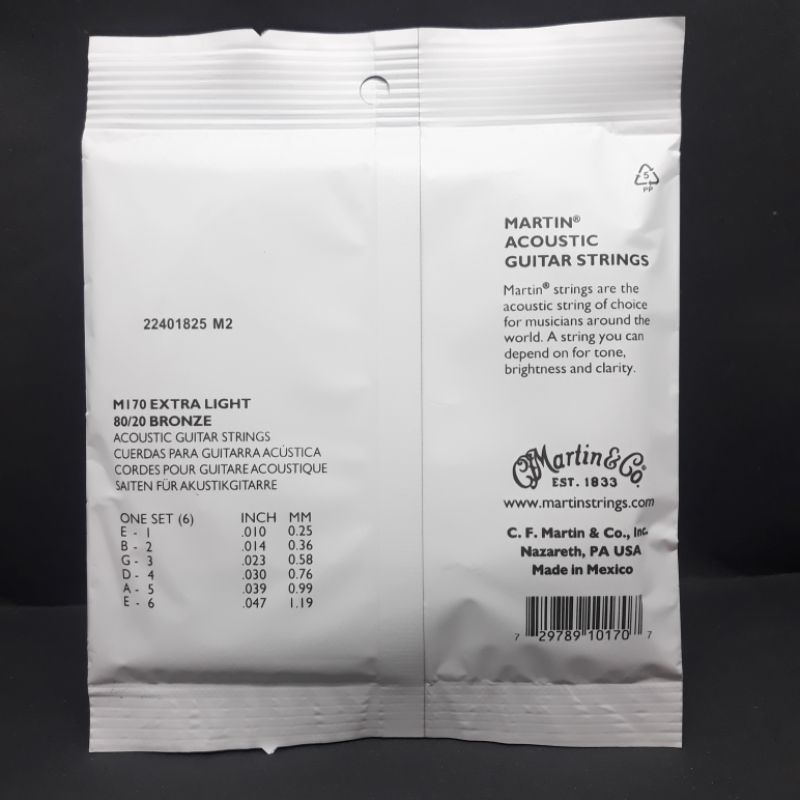 5
PP
MARTIN®
ACOUSTIC
GUITAR STRINGS
Martin® strings are the
acoustic string of choice
for musicians around the
world. A string you can
depend on for tone,
brightness and clarity.
22401825 M2
M170 EXTRA LIGHT
80/20 BRONZE
ACOUSTIC GUITAR STRINGS
CUERDAS PARA GUITARRA ACÚSTICA
CORDES POUR GUITARE ACOUSTIQUE
SAITEN FÜR AKUSTIKGITARRE
ONE SET (6) INCH MM
E - 1 .010 0.25
B - 2 .014 0.36
G - 3 .023 0.58
D - 4 .030 0.76
A - 5 .039 0.99
E - 6 .047 1.19
CF Martin & Co.
EST. 1833
www.martinstrings.com
C. F. Martin & Co., Inc.
Nazareth, PA USA
Made in Mexico
7 29789 10170 7